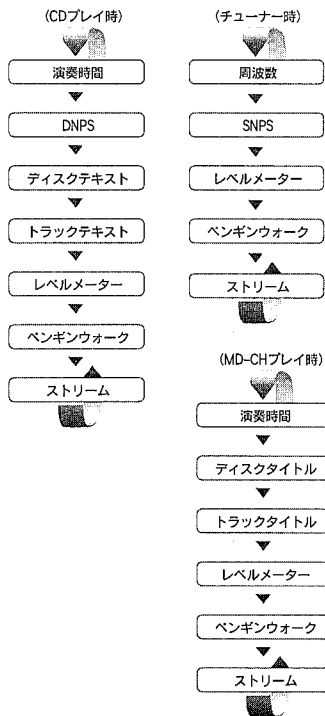 (CDプレイ時)
演奏時間
DNPS
ディスクテキスト
トラックテキスト
レベルメーター
ペンギンウォーク
ストリーム
(チューナー時)
周波数
SNPS
レベルメーター
ペンギンウォーク
ストリーム
(MD-CHプレイ時)
演奏時間
ディスクタイトル
トラックタイトル
レベルメーター
ペンギンウォーク
ストリーム